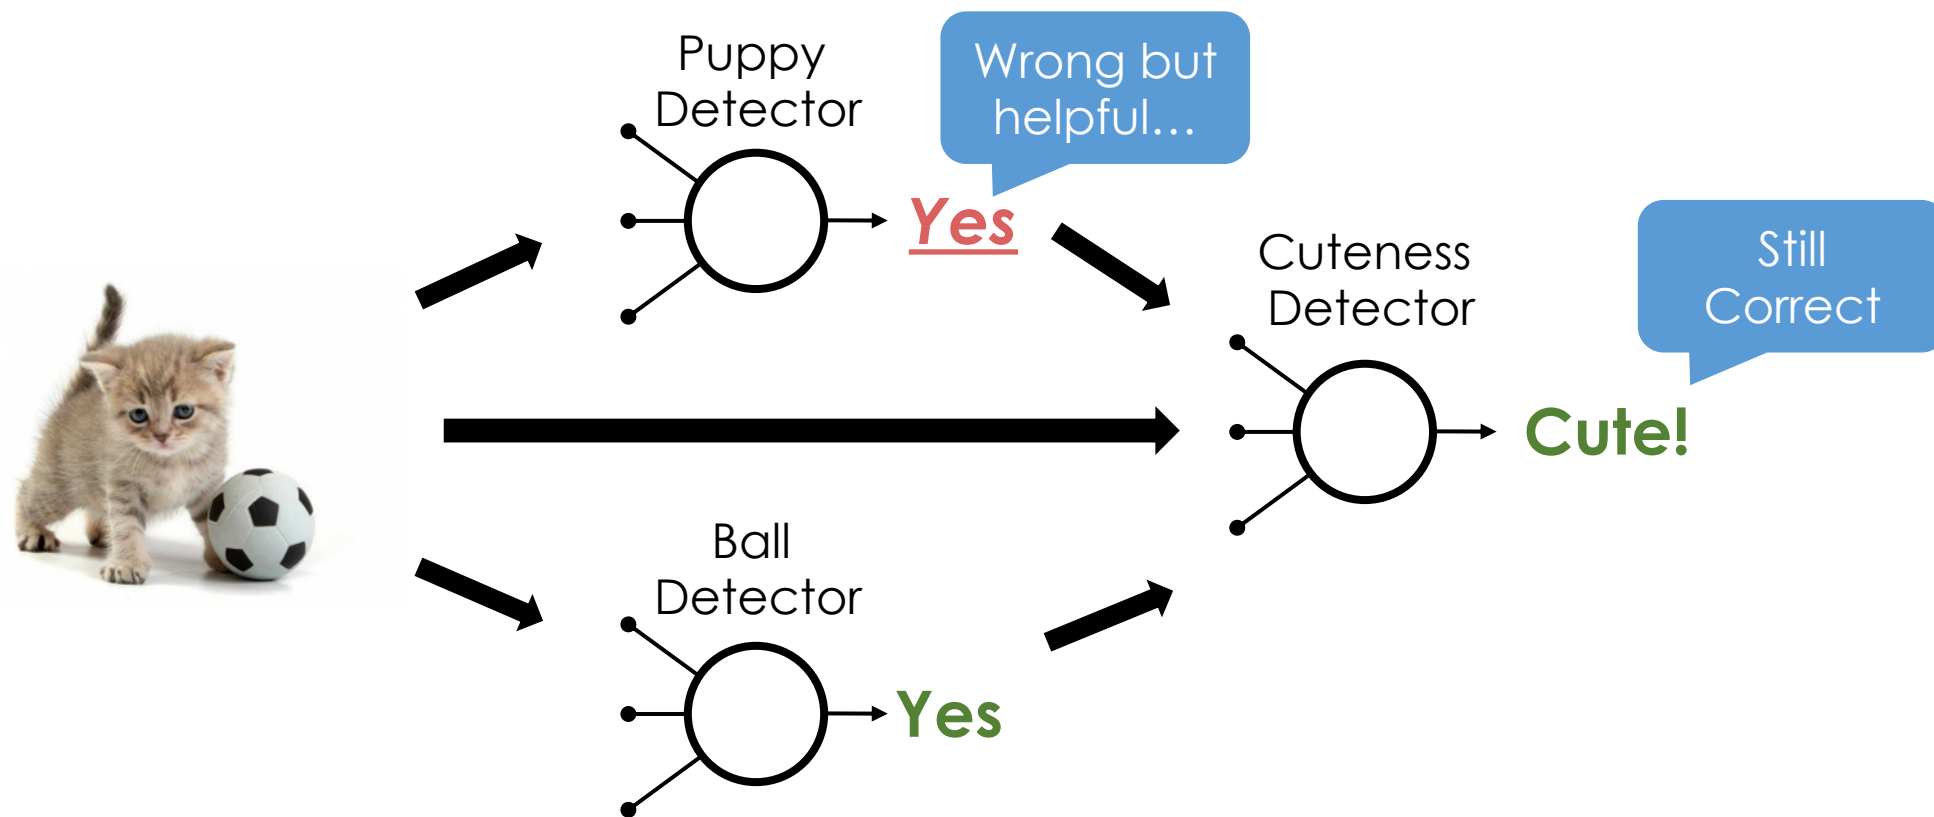 Puppy
Detector
Wrong but
helpful…
Yes
Cuteness
Detector
Still
Correct
Cute!
Ball
Detector
Yes